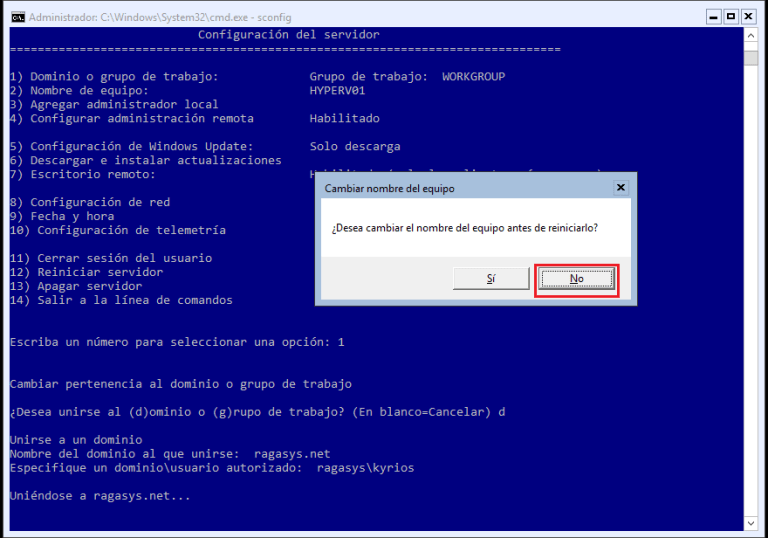 Administrador: C:\Windows\System32\cmd.exe - sconfig
Configuración del servidor
===============================================================================
1) Dominio o grupo de trabajo: Grupo de trabajo: WORKGROUP
2) Nombre de equipo: HYPERV01
3) Agregar administrador local
4) Configurar administración remota Habilitado
5) Configuración de Windows Update: Solo descarga
6) Descargar e instalar actualizaciones
7) Escritorio remoto:
Cambiar nombre del equipo
8) Configuración de red
9) Fecha y hora
10) Configuración de telemetría
¿Desea cambiar el nombre del equipo antes de reiniciarlo?
11) Cerrar sesión del usuario
12) Reiniciar servidor
13) Apagar servidor
14) Salir a la línea de comandos
Sí No
Escriba un número para seleccionar una opción: 1
Cambiar pertenencia al dominio o grupo de trabajo
¿Desea unirse al (d)ominio o (g)rupo de trabajo? (En blanco=Cancelar) d
Unirse a un dominio
Nombre del dominio al que unirse: ragasys.net
Especifique un dominio\usuario autorizado: ragasys\kyrios
Uniéndose a ragasys.net...